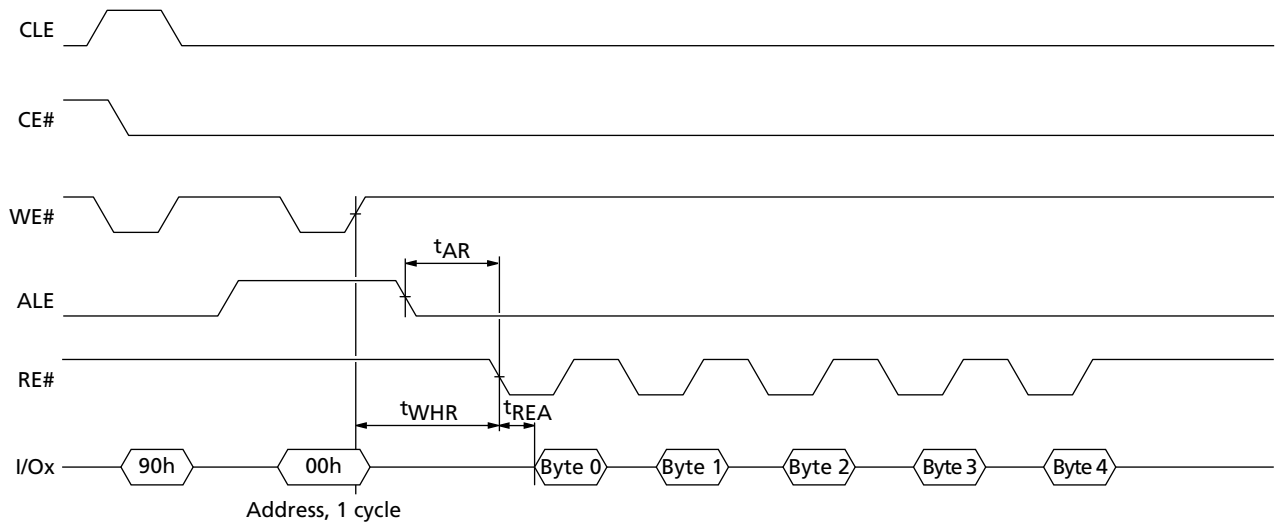 CLE
CE#
WE#
tAR
ALE
RE#
tWHR tREA
I/Ox 90h 00h Byte 0 Byte 1 Byte 2 Byte 3 Byte 4
Address, 1 cycle